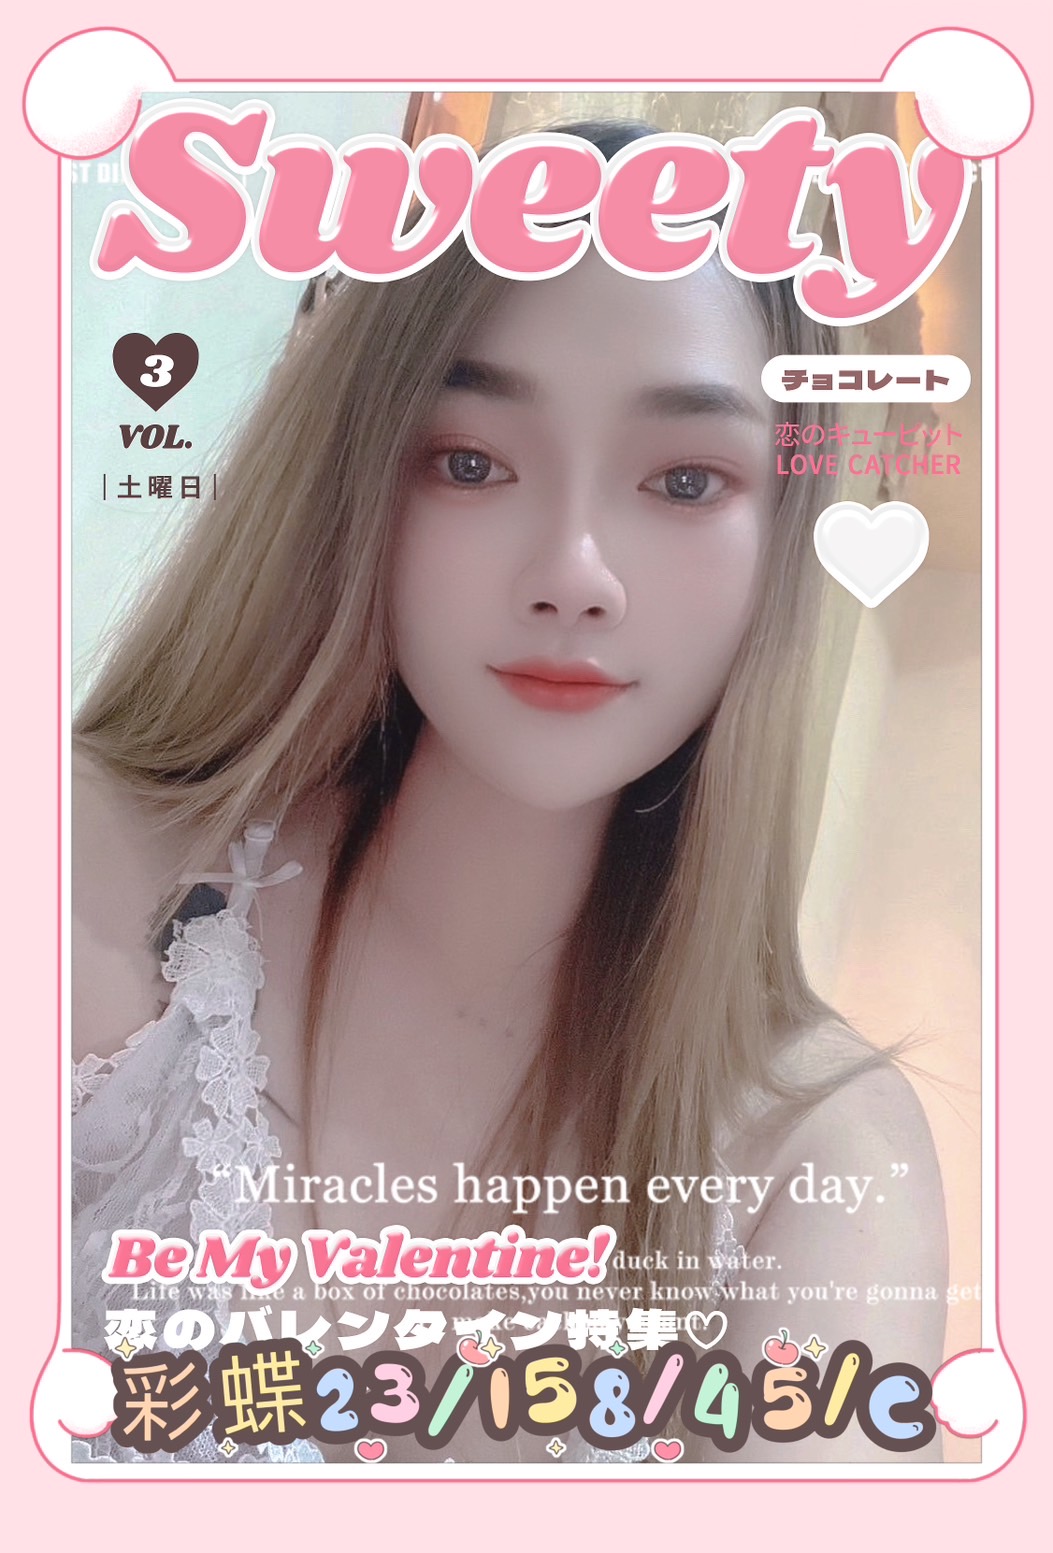 Sweety
3
VOL.
|土曜日|
チョコレート
恋のキューピット
LOVE CATCHER
“Miracles happen every day.”
Be My Valentine!
duck in water.
Life was like a box of chocolates,you never know what you're gonna get
恋のバレンタイン特集♡
彩蝶23/158/45/C